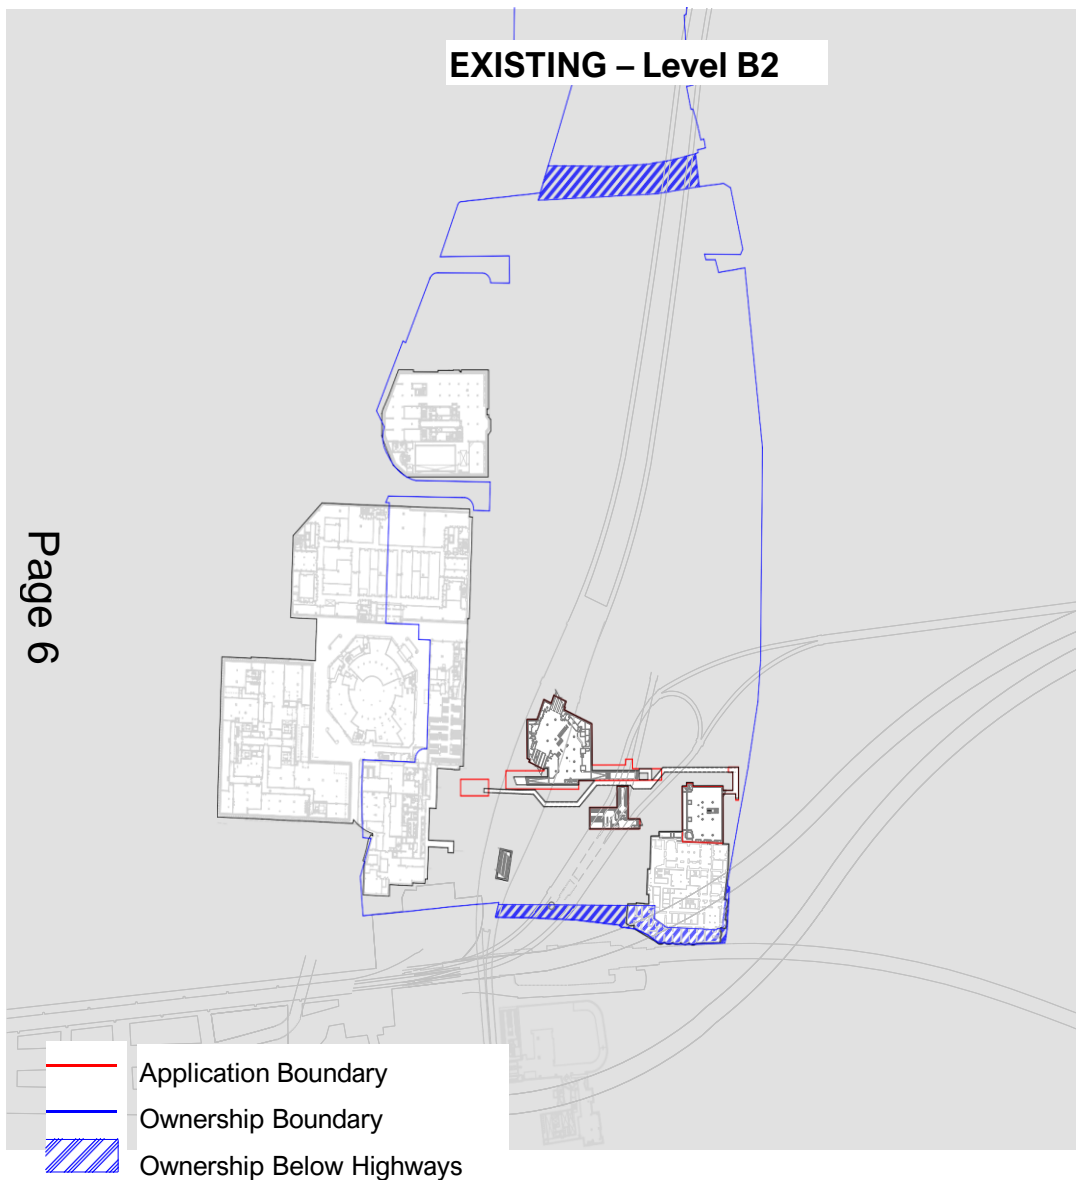 EXISTING – Level B2
Page 6
Application Boundary
Ownership Boundary
Ownership Below Highways